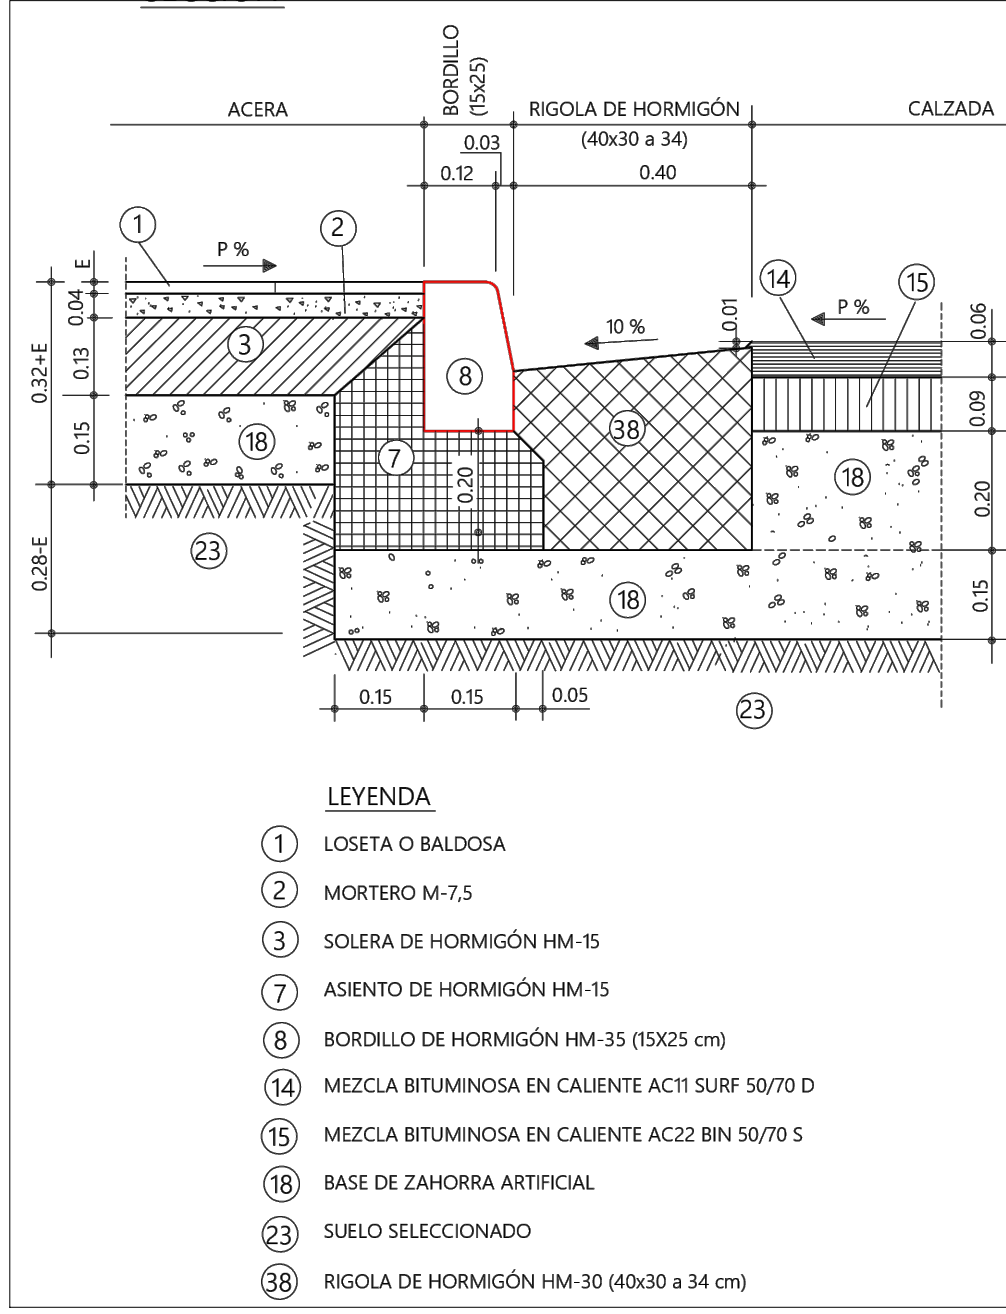 BORDILLO
(15x25)
ACERA
RIGOLA DE HORMIGÓN
(40x30 a 34)
CALZADA
0.03
0.12
0.40
1
2
P %
E
0.04
0.32+E
0.13
0.15
0.28-E
3
8
10 %
0.01
14
P %
15
0.06
0.09
0.20
0.15
18
7
0.20
38
18
23
18
0.15
0.15
0.05
23
LEYENDA
1 LOSETA O BALDOSA
2 MORTERO M-7,5
3 SOLERA DE HORMIGÓN HM-15
7 ASIENTO DE HORMIGÓN HM-15
8 BORDILLO DE HORMIGÓN HM-35 (15X25 cm)
14 MEZCLA BITUMINOSA EN CALIENTE AC11 SURF 50/70 D
15 MEZCLA BITUMINOSA EN CALIENTE AC22 BIN 50/70 S
18 BASE DE ZAHORRA ARTIFICIAL
23 SUELO SELECCIONADO
38 RIGOLA DE HORMIGÓN HM-30 (40x30 a 34 cm)